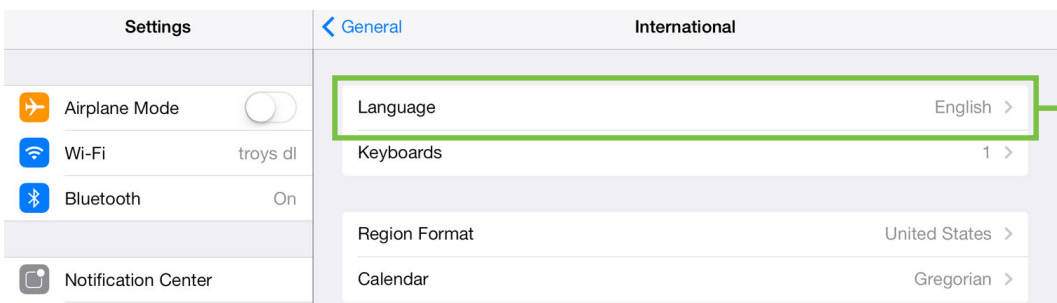 Settings
Airplane Mode
Wi-Fi troys dl
Bluetooth On
Notification Center
General International
Language English
Keyboards 1
Region Format United States
Calendar Gregorian